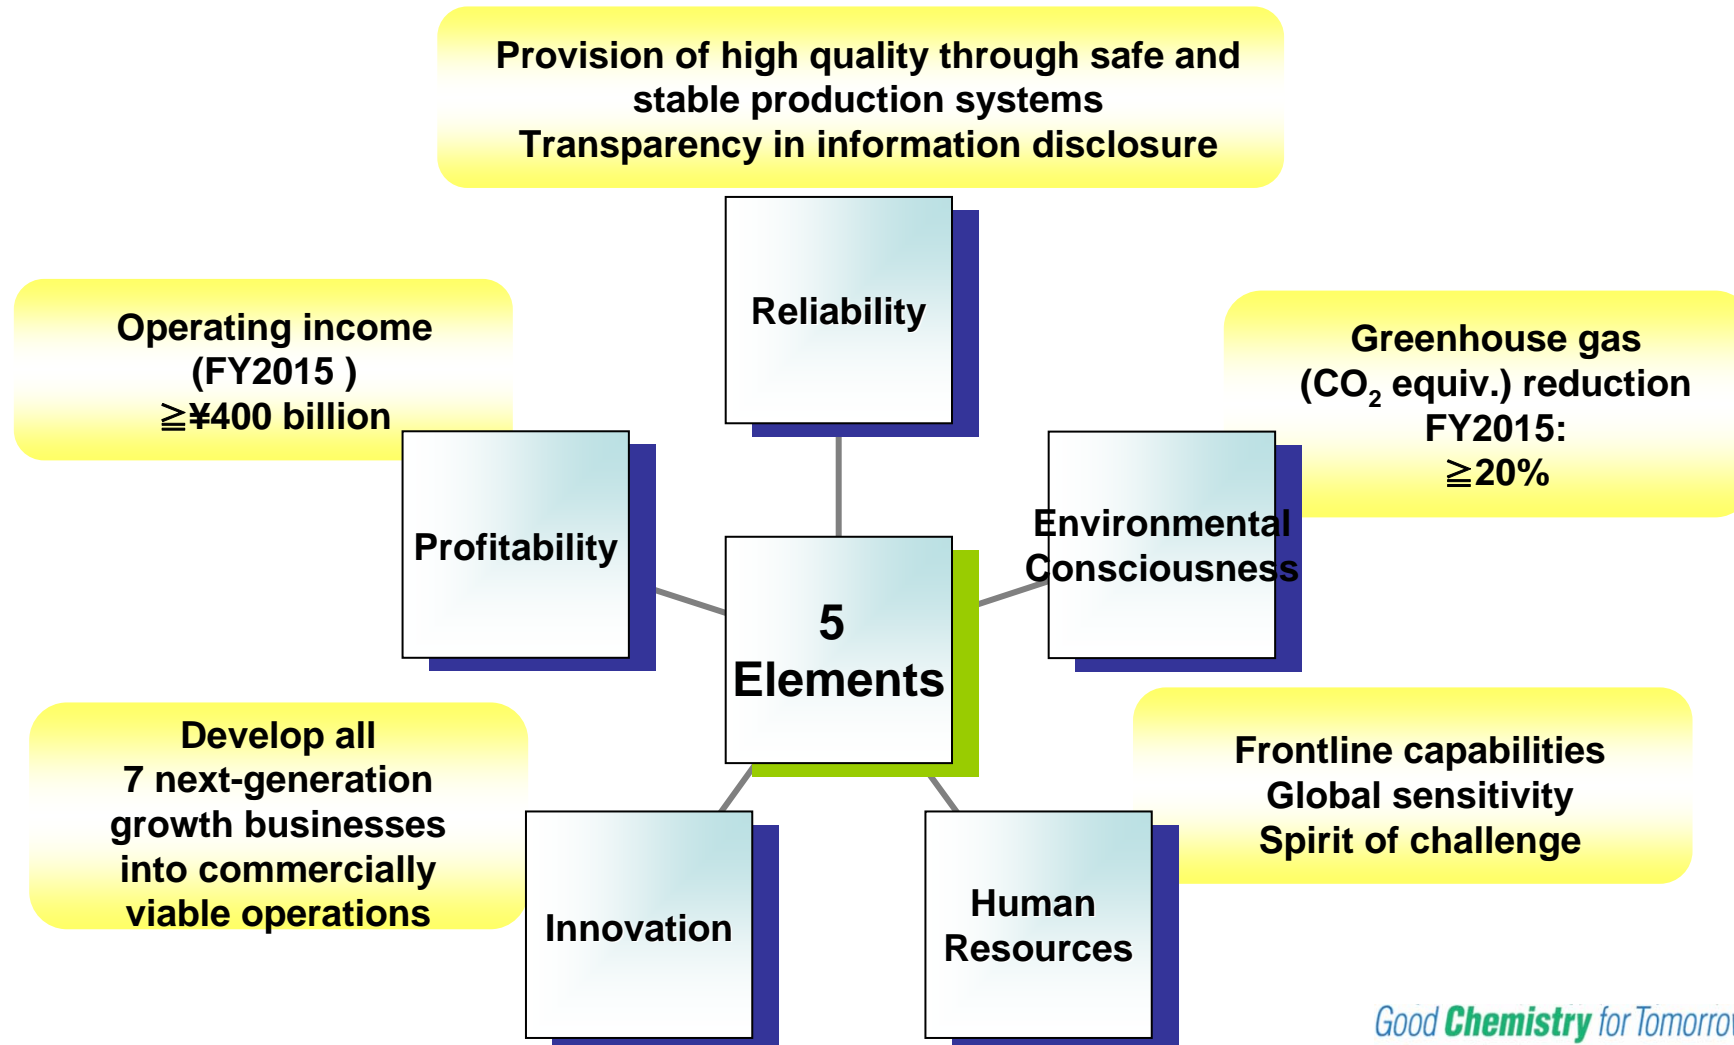 Provision of high quality through safe and
stable production systems
Transparency in information disclosure
Reliability
Operating income
(FY2015 )
≧¥400 billion
Profitability
Greenhouse gas
(CO₂ equiv.) reduction
FY2015:
≧20%
Environmental
Consciousness
5
Elements
Develop all
7 next-generation
growth businesses
into commercially
viable operations
Innovation
Frontline capabilities
Global sensitivity
Spirit of challenge
Human
Resources
Good Chemistry for Tomorrow